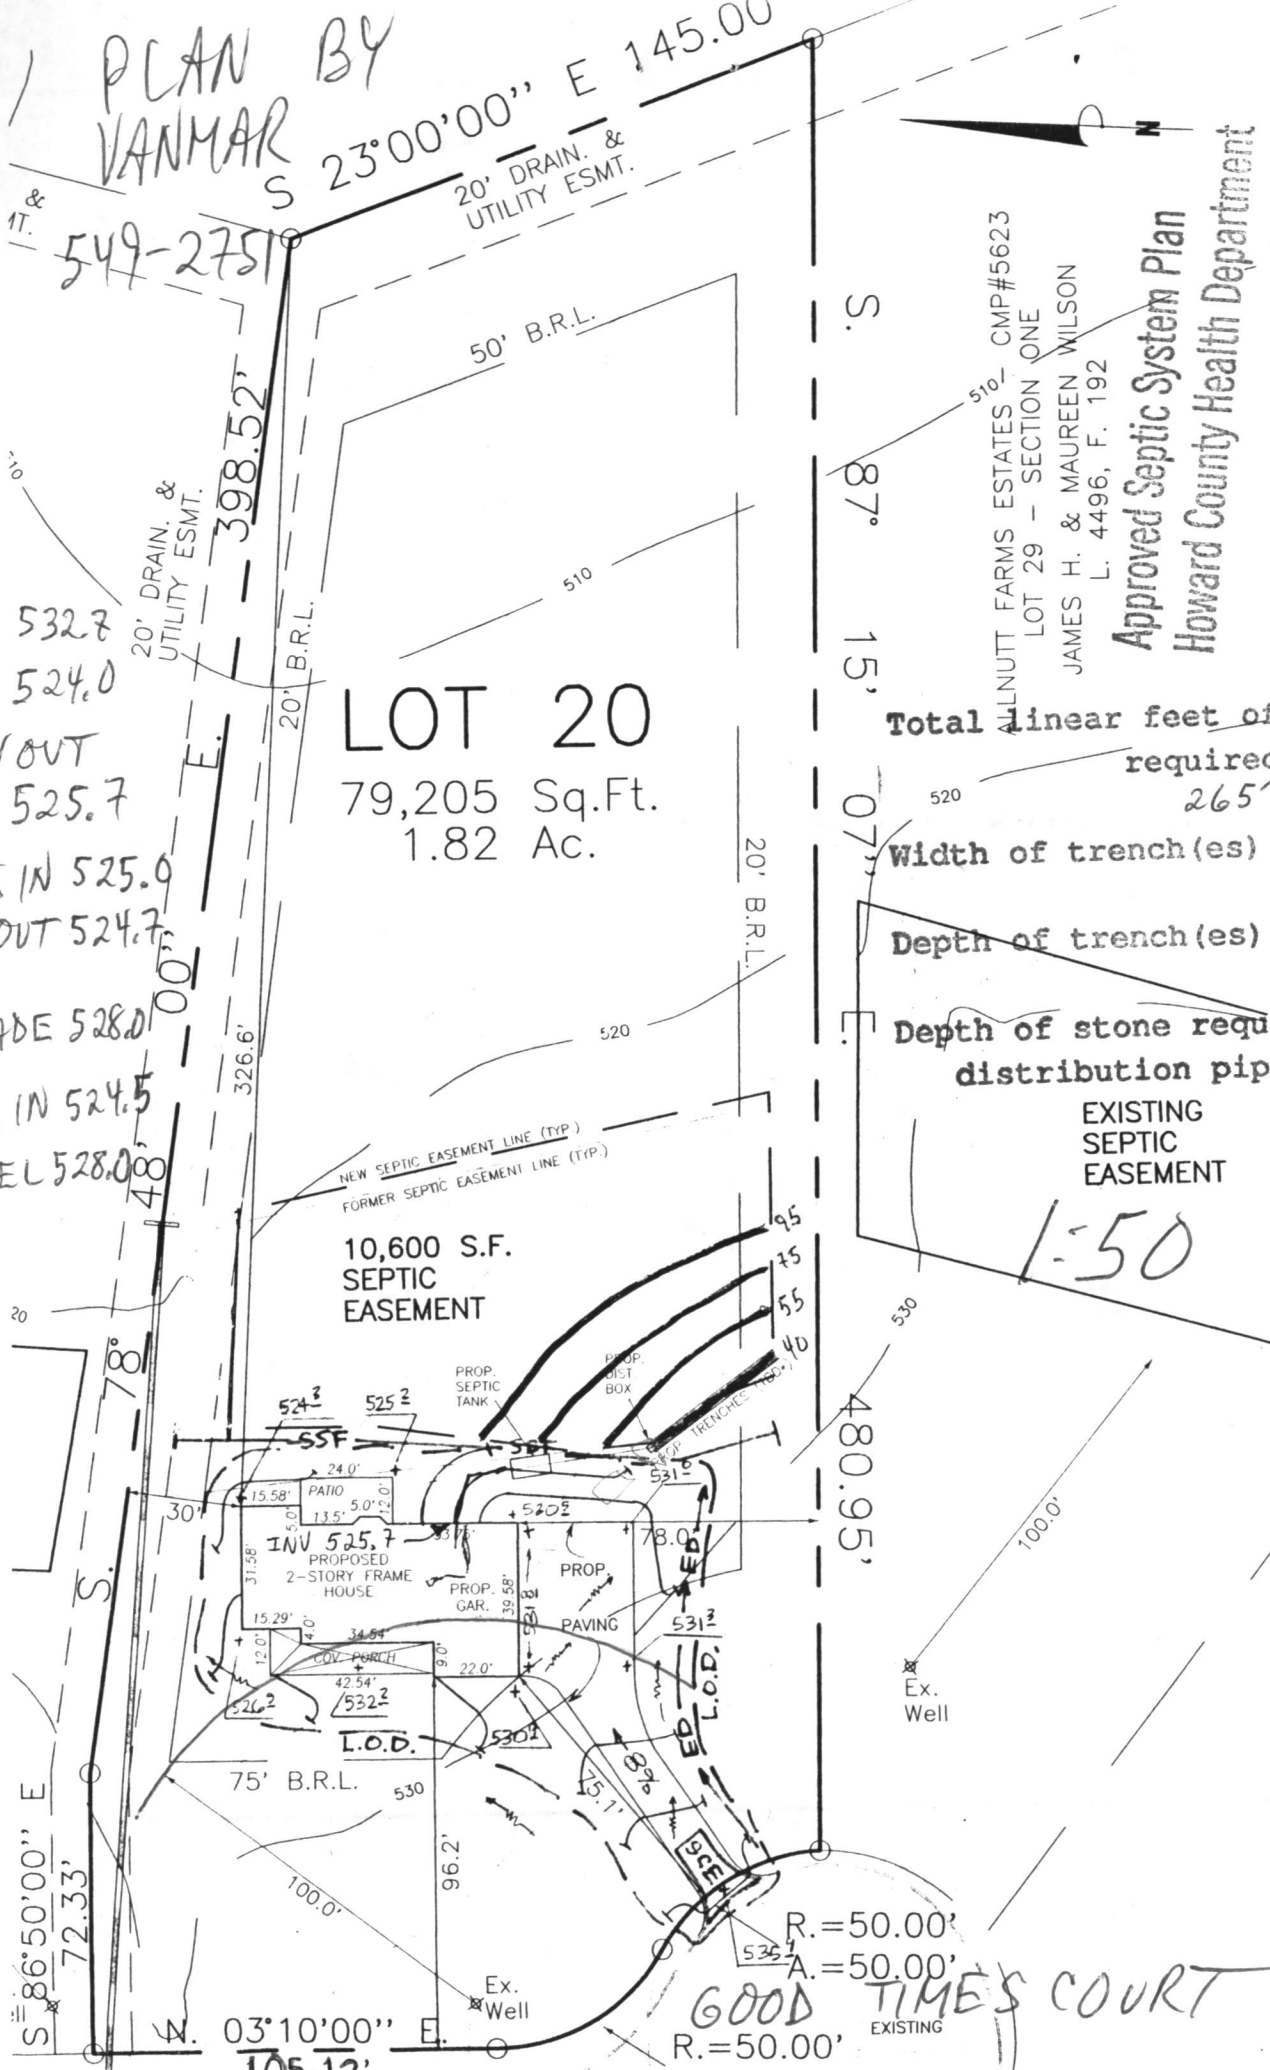 PLAN BY
VANMAR
549-2751
S 23°00'00" E 145.00
20' DRAIN. &
UTILITY ESMT.
&
50' B.R.L.
N
S. 87° 15' 07" E.
480.95'
398.52'
S. 78° 48' 00" E.
20' DRAIN. &
UTILITY ESMT.
20' B.R.L.
510
510
ALLNUTT FARMS ESTATES - CMP#5623
LOT 29 - SECTION ONE
JAMES H. & MAUREEN WILSON
L. 4496, F. 192
Approved Septic System Plan
Howard County Health Department
532.7
524.0
OUT
525.7
IN 525.0
OUT 524.7
528.0
IN 524.5
EL 528.0
LOT 20
79,205 Sq.Ft.
1.82 Ac.
Total linear feet of
required
265'
520
Width of trench(es)
Depth of trench(es)
Depth of stone requ
distribution pip
20' B.R.L.
EXISTING
SEPTIC
EASEMENT
1:50
520
326.6'
NEW SEPTIC EASEMENT LINE (TYP.)
FORMER SEPTIC EASEMENT LINE (TYP.)
10,600 S.F.
SEPTIC
EASEMENT
95
75
55
40
530
20
PROP.
SEPTIC
TANK
PROP.
DIST.
BOX
PROP. TRENCHES
524.3
525.2
SSF
24.0'
PATIO
15.58'
5.0'
13.5'
5.0'
12.0'
30'
INV 525.7
PROPOSED
2-STORY FRAME
HOUSE
31.58'
PROP.
GAR.
39.58'
PROP.
PAVING
78.0'
ED
100.0'
15.29'
4.0'
34.54'
12.0'
COV. PORCH
9.0'
22.0'
42.54'
526.2
532.2
531.3
L.O.D.
L.O.D.
ED
75' B.R.L.
530
8%
75.1'
96.2'
100.0'
Ex.
Well
Ex.
Well
S 86°50'00" E
72.33'
R.=50.00'
A.=50.00'
GOOD TIMES COURT
EXISTING
R.=50.00'
N. 03°10'00" E.
105.12'